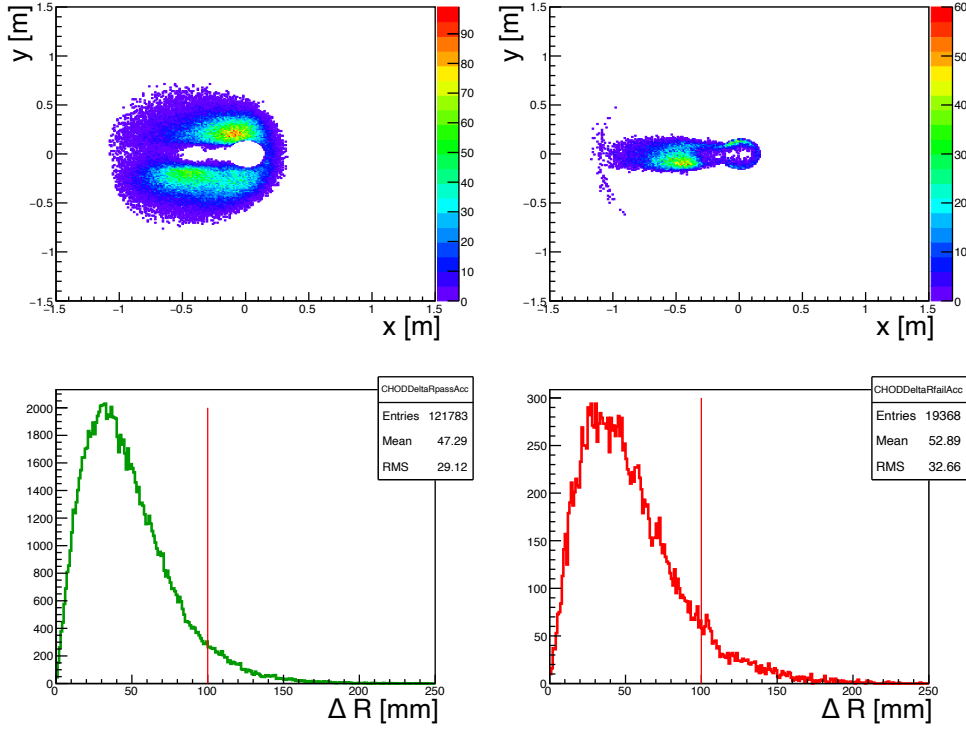 y [m]
1.5
1
0.5
0
−0.5
−1
−1.5
−1.5 −1 −0.5 0 0.5 1 1.5
x [m]
90
80
70
60
50
40
30
20
10
0
y [m]
1.5
1
0.5
0
−0.5
−1
−1.5
−1.5 −1 −0.5 0 0.5 1 1.5
x [m]
60
50
40
30
20
10
0
CHODDeltaRpassAcc
Entries 121783
Mean 47.29
RMS 29.12
2000
1800
1600
1400
1200
1000
800
600
400
200
0
0 50 100 150 200 250
Δ R [mm]
CHODDeltaRfailAcc
Entries 19368
Mean 52.89
RMS 32.66
300
250
200
150
100
50
0
0 50 100 150 200 250
Δ R [mm]